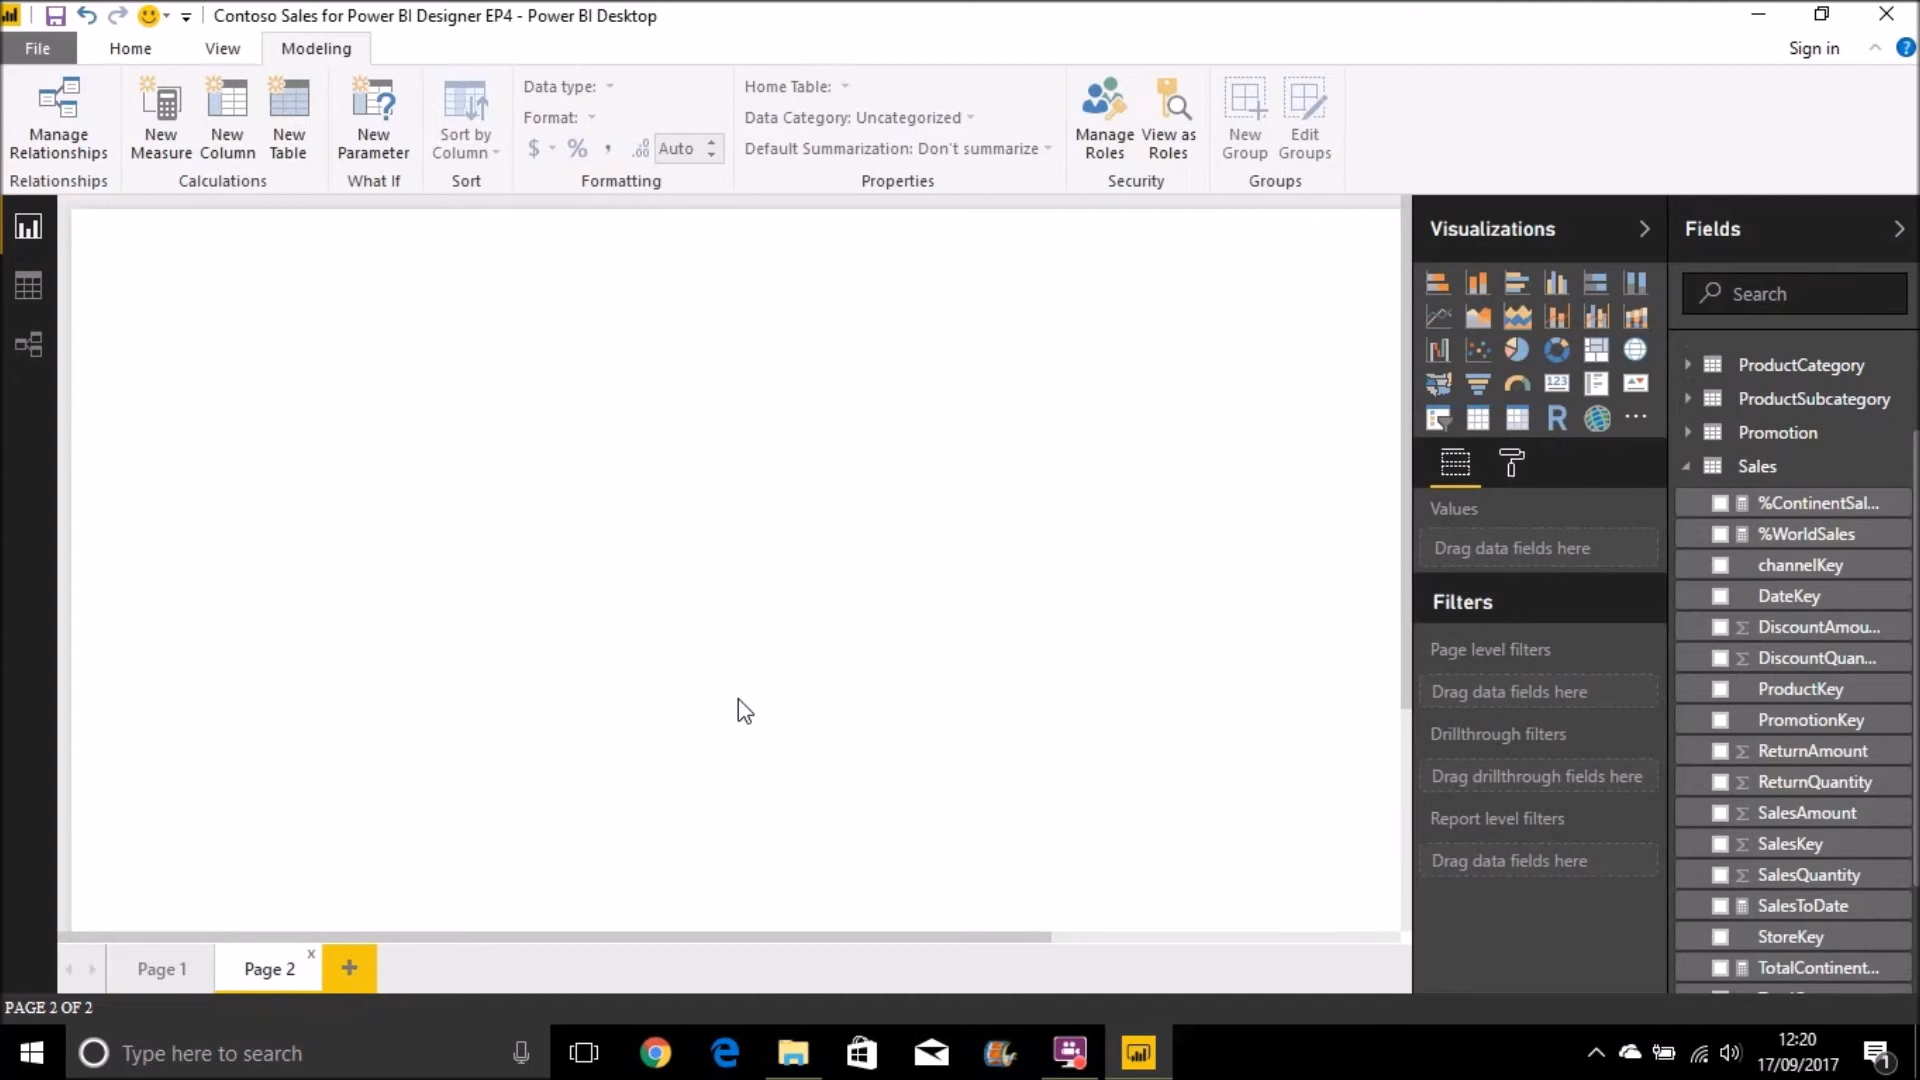 Contoso Sales for Power BI Designer EP4 - Power BI Desktop
File
Home
View
Modeling
Sign in
?
Manage
Relationships
New
Measure
New
Column
New
Table
New
Parameter
Sort by
Column
Data type:
Format:
$ % , .00 Auto
Home Table:
Data Category: Uncategorized
Default Summarization: Don't summarize
Manage
Roles
View as
Roles
New
Group
Edit
Groups
Relationships
Calculations
What If
Sort
Formatting
Properties
Security
Groups
Visualizations
123
R
Values
Drag data fields here
Filters
Page level filters
Drag data fields here
Drillthrough filters
Drag drillthrough fields here
Report level filters
Drag data fields here
Fields
Search
ProductCategory
ProductSubcategory
Promotion
Sales
%ContinentSal...
%WorldSales
channelKey
DateKey
DiscountAmou...
DiscountQuan...
ProductKey
PromotionKey
ReturnAmount
ReturnQuantity
SalesAmount
SalesKey
SalesQuantity
SalesToDate
StoreKey
TotalContinent...
Page 1
Page 2
x
+
PAGE 2 OF 2
Type here to search
12:20
17/09/2017
1